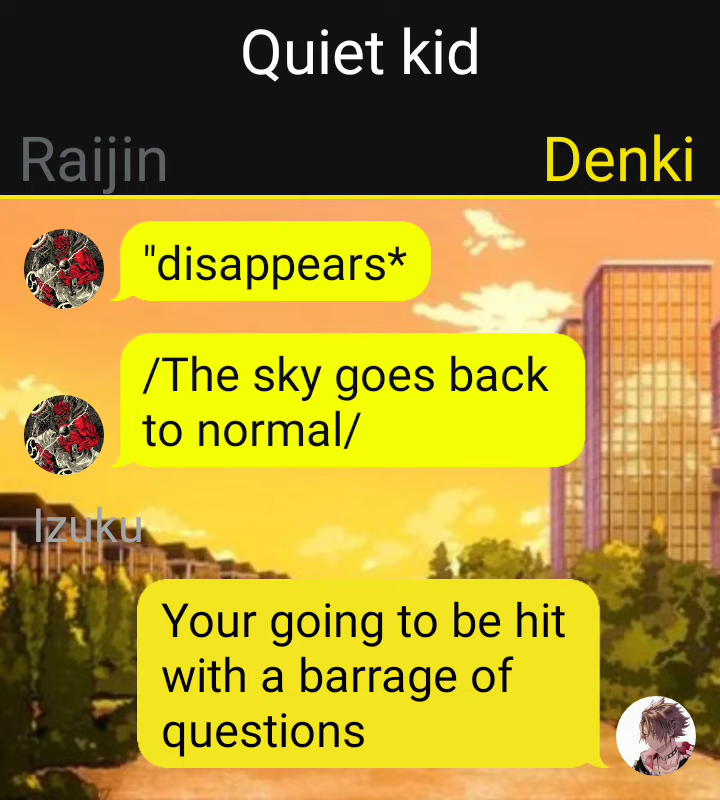 Quiet kid
Raijin
Denki
"disappears*
/The sky goes back
to normal/
Izuku
Your going to be hit
with a barrage of
questions